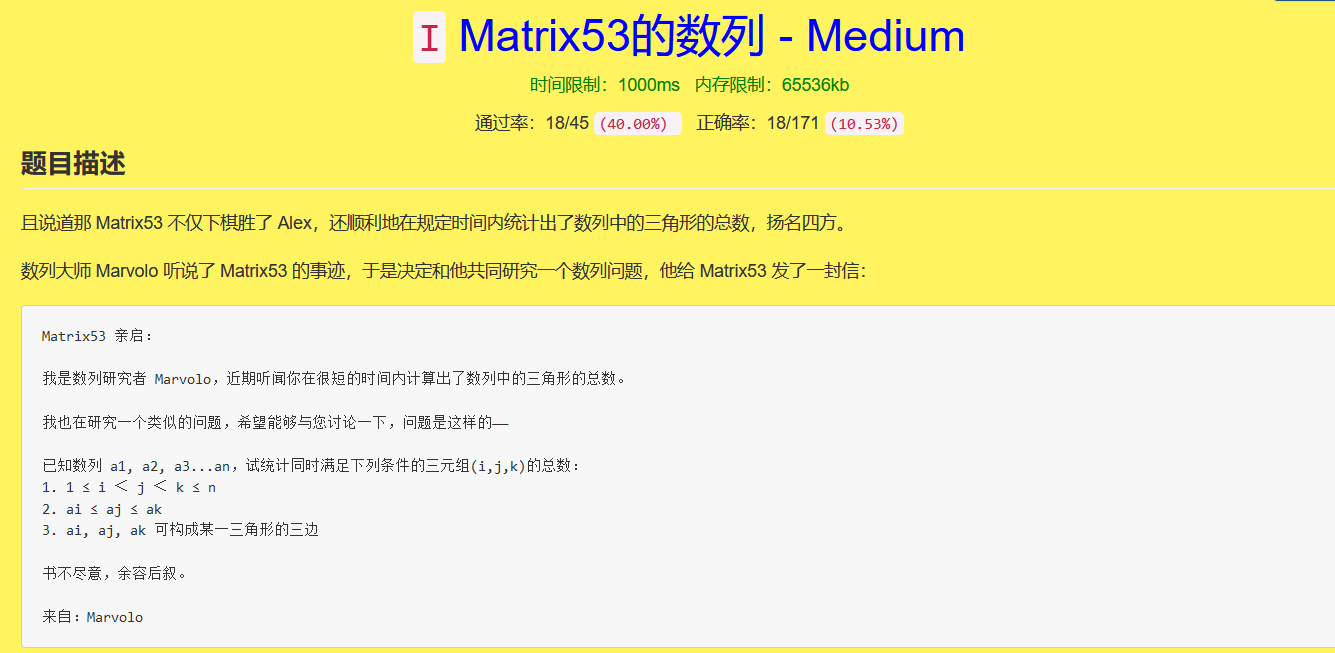 I Matrix53的数列 - Medium
时间限制：1000ms 内存限制：65536kb
通过率：18/45 (40.00%) 正确率：18/171 (10.53%)
题目描述
且说道那 Matrix53 不仅下棋胜了 Alex，还顺利地在规定时间内统计出了数列中的三角形的总数，扬名四方。
数列大师 Marvolo 听说了 Matrix53 的事迹，于是决定和他共同研究一个数列问题，他给 Matrix53 发了一封信：
Matrix53 亲启：
我是数列研究者 Marvolo，近期听闻你在很短的时间内计算出了数列中的三角形的总数。
我也在研究一个类似的问题，希望能够与您讨论一下，问题是这样的——
已知数列 a1, a2, a3...an，试统计同时满足下列条件的三元组(i,j,k)的总数：
1. 1 ≤ i ＜ j ＜ k ≤ n
2. ai ≤ aj ≤ ak
3. ai, aj, ak 可构成某一三角形的三边
书不尽意，余容后叙。
来自：Marvolo